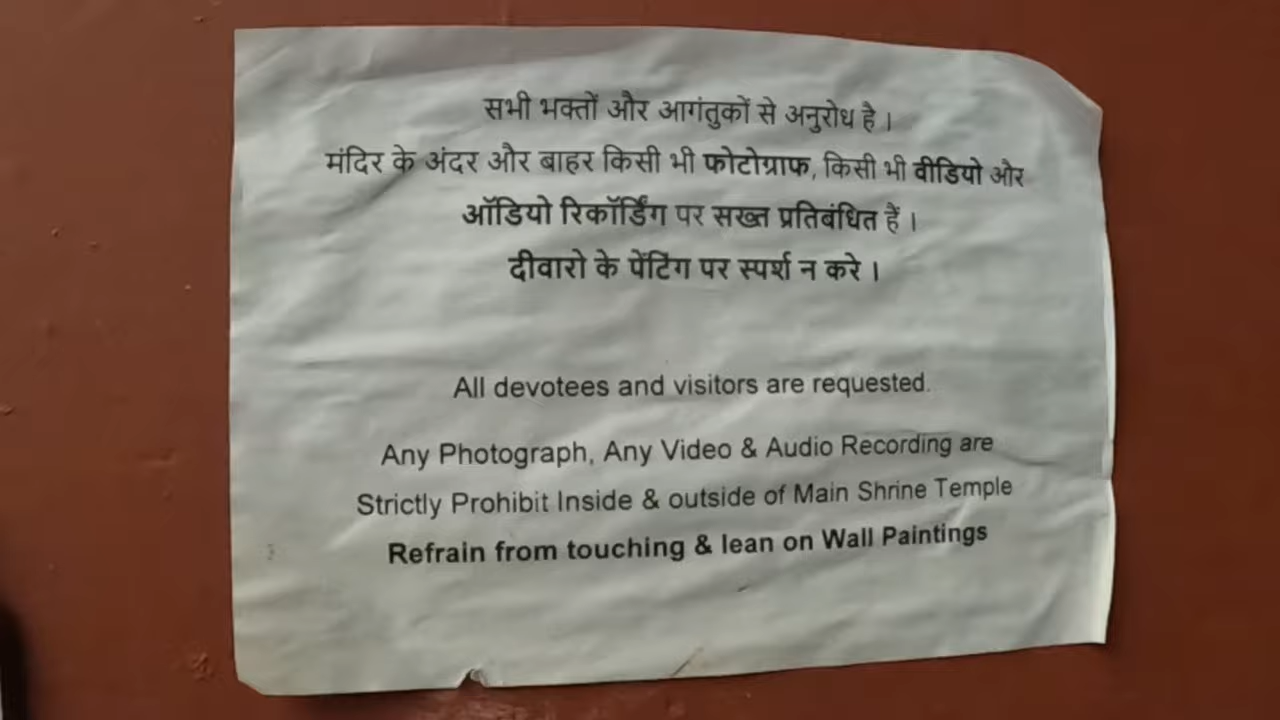 सभी भक्तों और आगंतुकों से अनुरोध है ।
मंदिर के अंदर और बाहर किसी भी फोटोग्राफ, किसी भी वीडियो और
ऑडियो रिकॉर्डिंग पर सख्त प्रतिबंधित हैं ।
दीवारो के पेंटिंग पर स्पर्श न करे ।
All devotees and visitors are requested.
Any Photograph, Any Video & Audio Recording are
Strictly Prohibit Inside & outside of Main Shrine Temple
Refrain from touching & lean on Wall Paintings